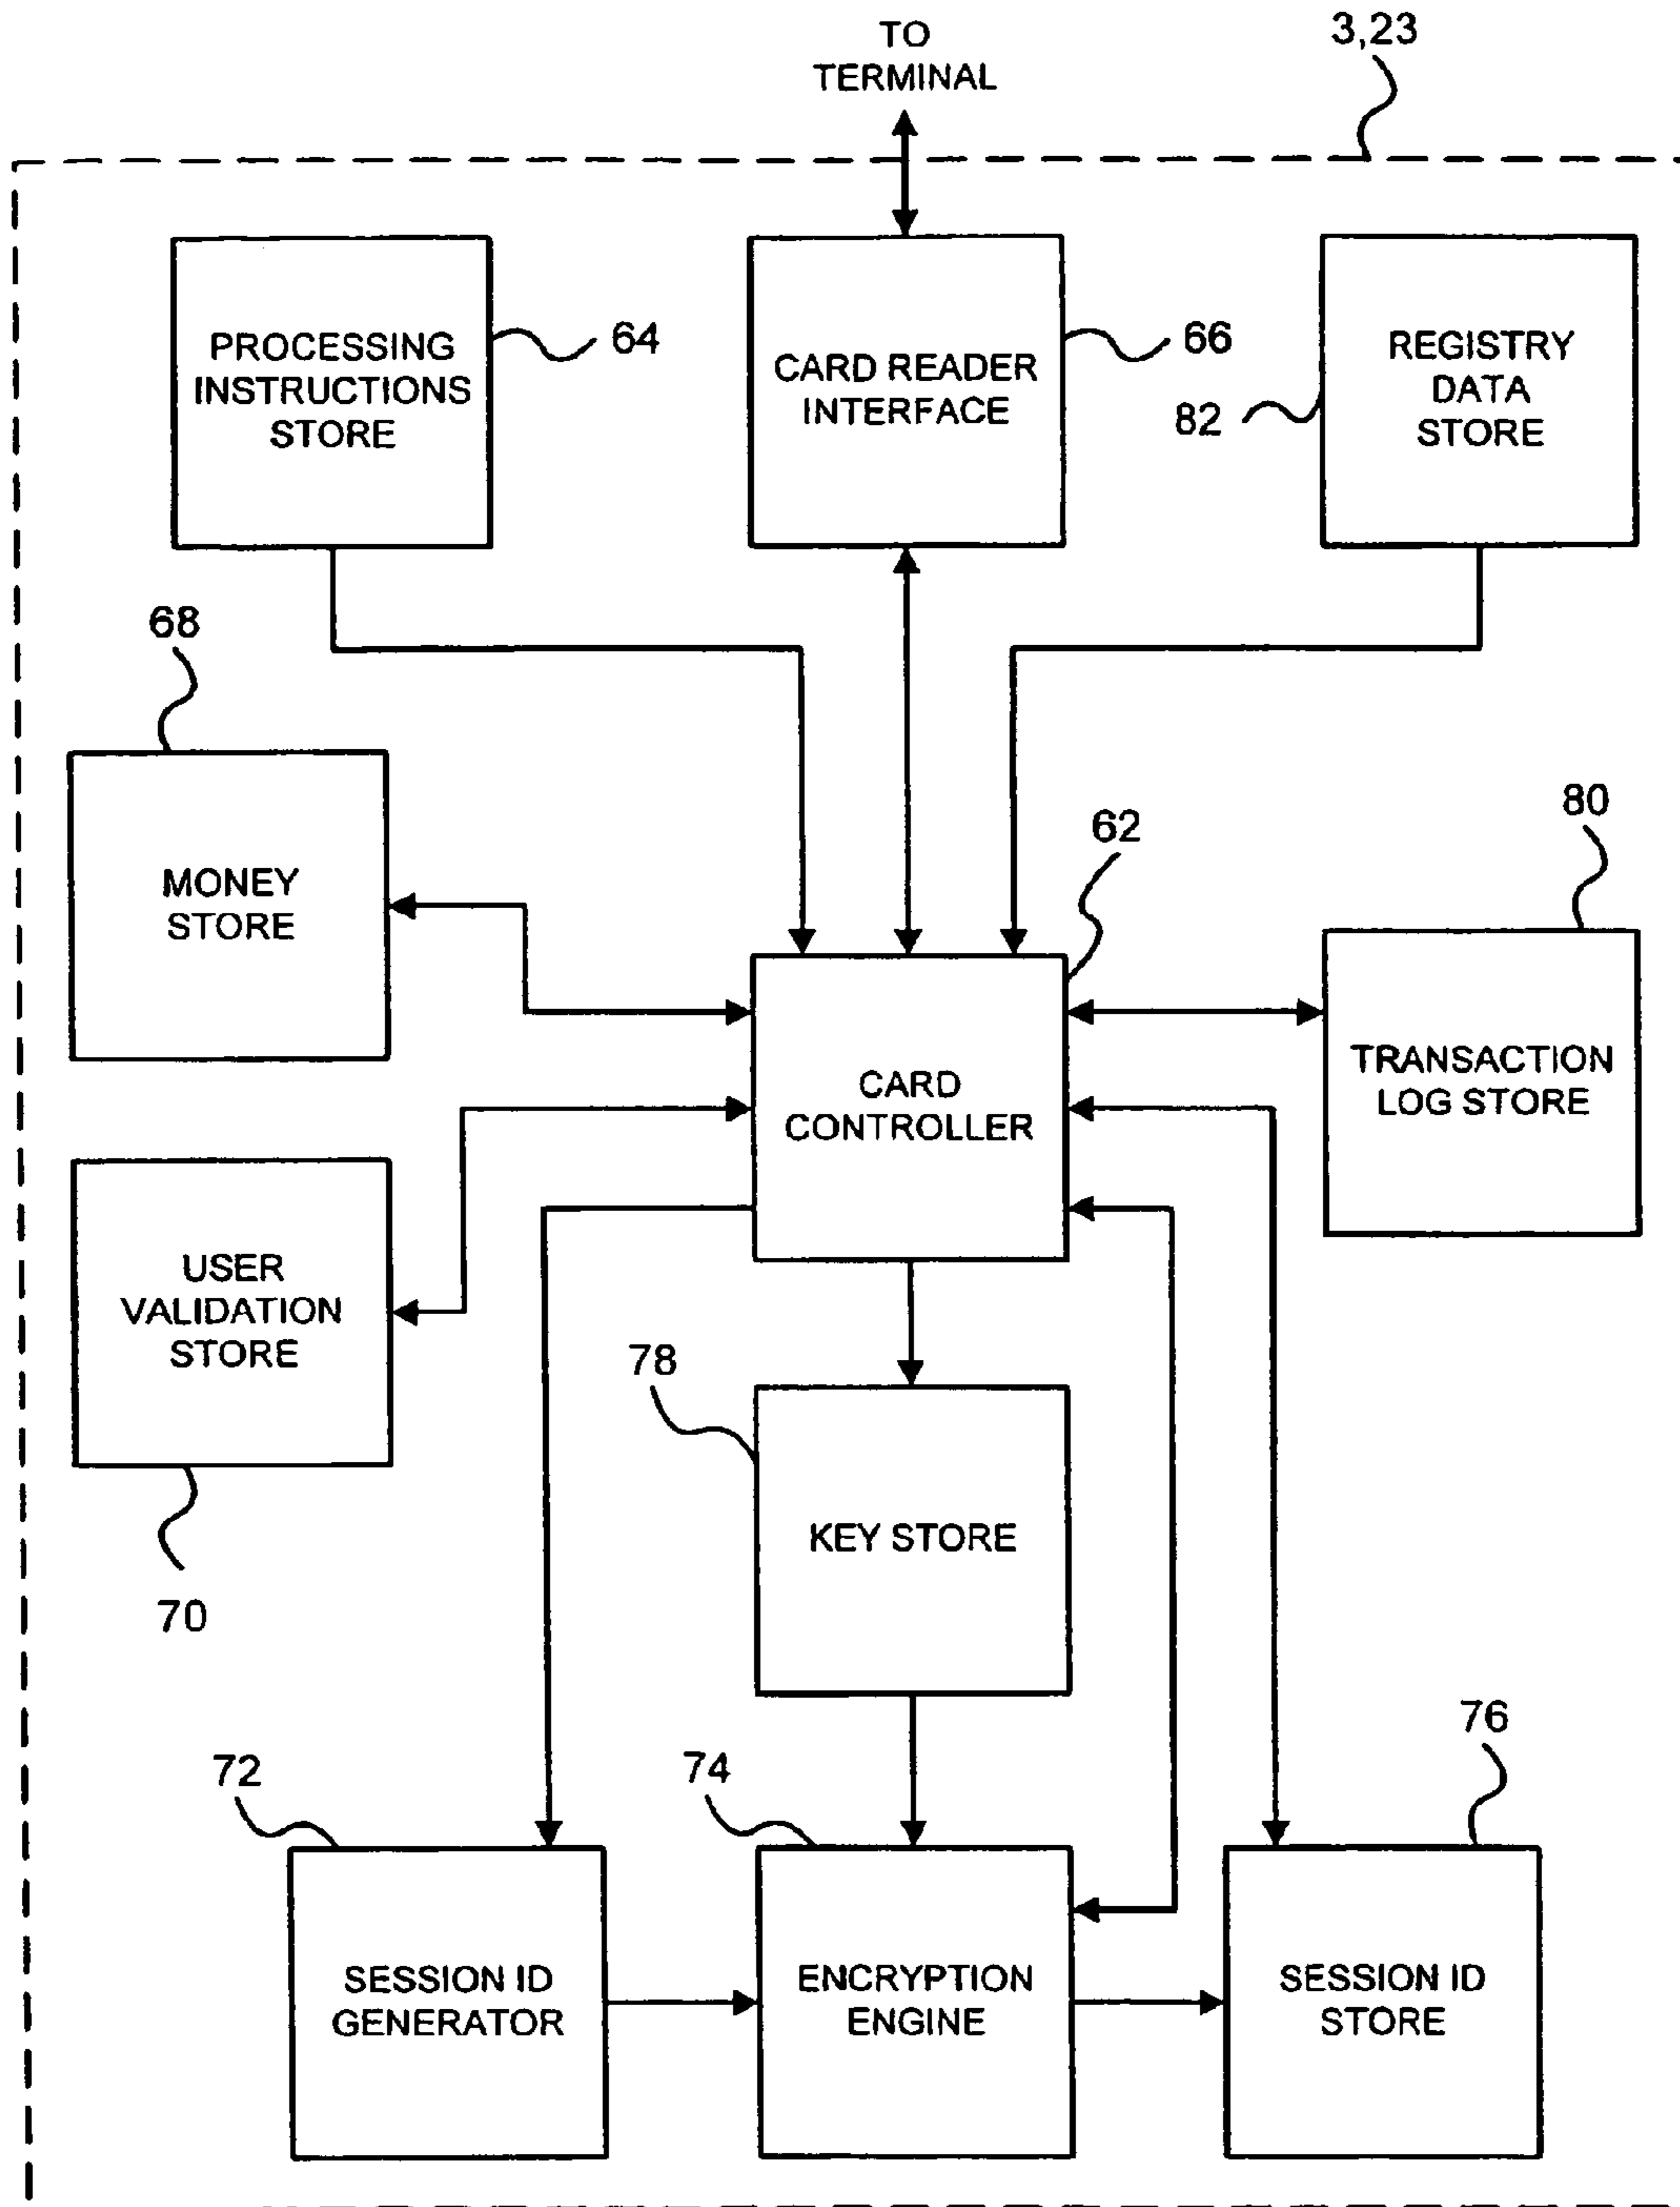 TO
TERMINAL
3,23
PROCESSING
INSTRUCTIONS
STORE
64
CARD READER
INTERFACE
66
REGISTRY
DATA
STORE
82
68
MONEY
STORE
62
80
CARD
CONTROLLER
TRANSACTION
LOG STORE
USER
VALIDATION
STORE
70
78
KEY STORE
72
74
76
SESSION ID
GENERATOR
ENCRYPTION
ENGINE
SESSION ID
STORE